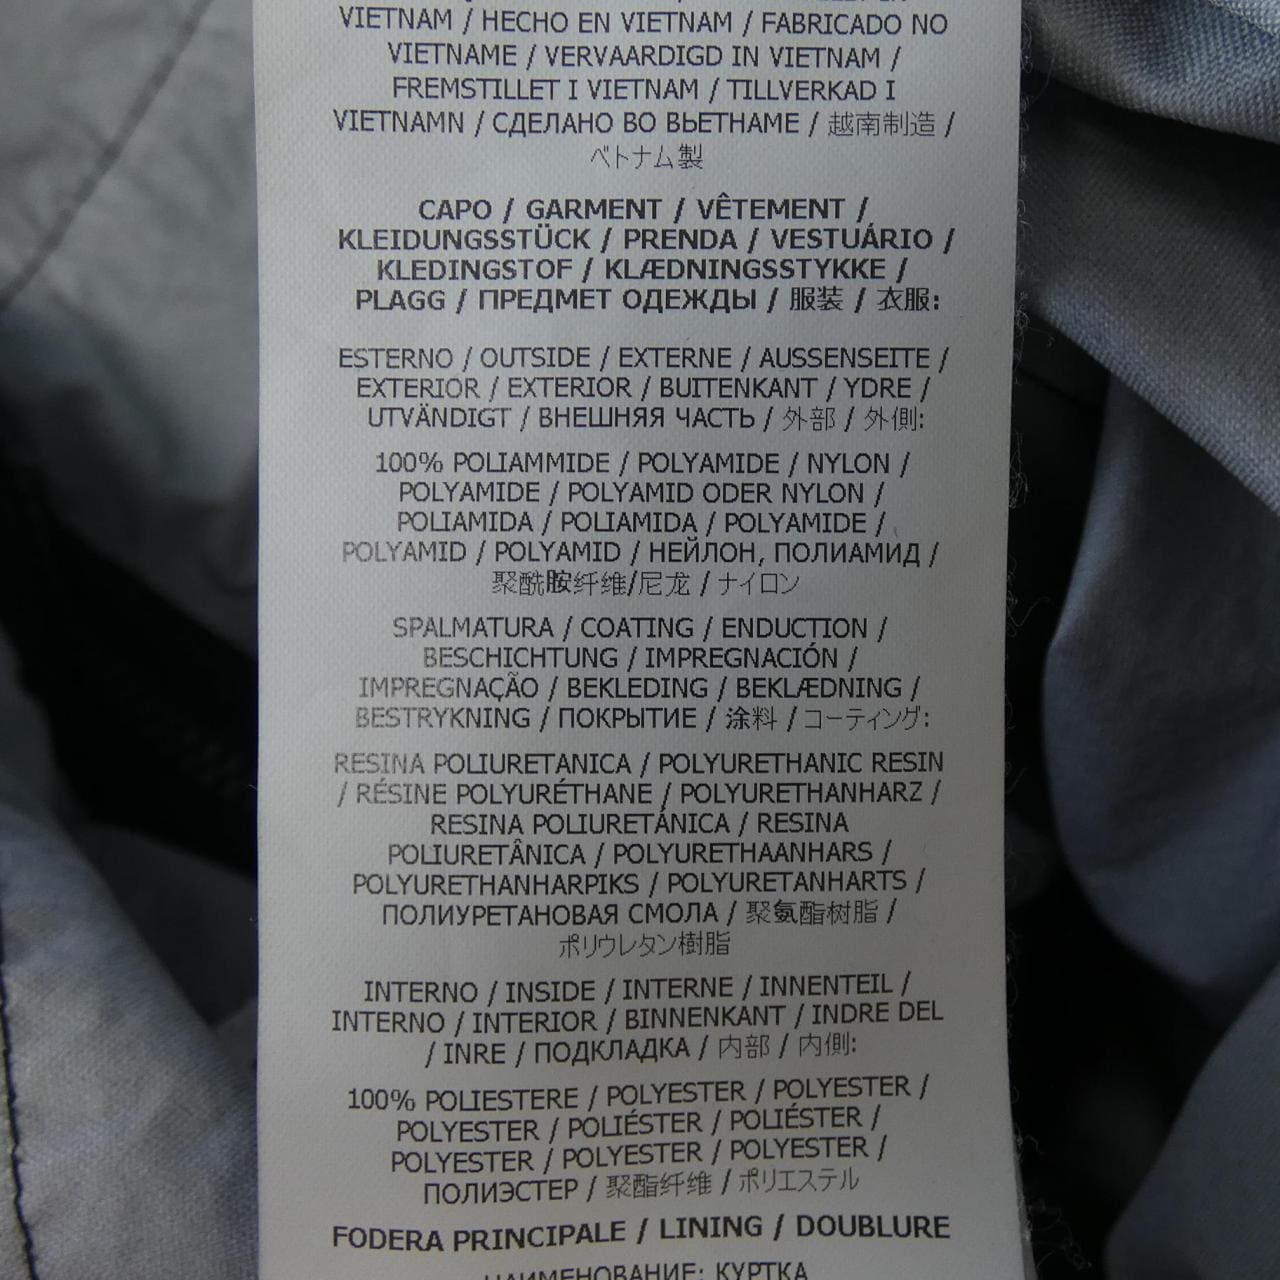 VIETNAM / HECHO EN VIETNAM / FABRICADO NO
VIETNAME / VERVAARDIGD IN VIETNAM /
FREMSTILLET I VIETNAM / TILLVERKAD I
VIETNAMN / СДЕЛАНО ВО ВЬЕТНАМЕ / 越南制造 /
ベトナム製
CAPO / GARMENT / VÊTEMENT /
KLEIDUNGSSTÜCK / PRENDA / VESTUÁRIO /
KLEDINGSTOF / KLÆDNINGSSTYKKE /
PLAGG / ПРЕДМЕТ ОДЕЖДЫ / 服装 / 衣服:
ESTERNO / OUTSIDE / EXTERNE / AUSSENSEITE /
EXTERIOR / EXTERIOR / BUITENKANT / YDRE /
UTVÄNDIGT / ВНЕШНЯЯ ЧАСТЬ / 外部 / 外側:
100% POLIAMMIDE / POLYAMIDE / NYLON /
POLYAMIDE / POLYAMID ODER NYLON /
POLIAMIDA / POLIAMIDA / POLYAMIDE /
POLYAMID / POLYAMID / НЕЙЛОН, ПОЛИАМИД /
聚酰胺纤维/尼龙 / ナイロン
SPALMATURA / COATING / ENDUCTION /
BESCHICHTUNG / IMPREGNACIÓN /
IMPREGNAÇÃO / BEKLEDING / BEKLÆDNING /
BESTRYKNING / ПОКРЫТИЕ / 涂料 / コーティング:
RESINA POLIURETANICA / POLYURETHANIC RESIN
/ RÉSINE POLYURÉTHANE / POLYURETHANHARZ /
RESINA POLIURETÁNICA / RESINA
POLIURETÂNICA / POLYURETHAANHARS /
POLYURETHANHARPIKS / POLYURETANHARTS /
ПОЛИУРЕТАНОВАЯ СМОЛА / 聚氨酯树脂 /
ポリウレタン樹脂
INTERNO / INSIDE / INTERNE / INNENTEIL /
INTERNO / INTERIOR / BINNENKANT / INDRE DEL
/ INRE / ПОДКЛАДКА / 内部 / 内側:
100% POLIESTERE / POLYESTER / POLYESTER /
POLYESTER / POLIÉSTER / POLIÉSTER /
POLYESTER / POLYESTER / POLYESTER /
ПОЛИЭСТЕР / 聚酯纤维 / ポリエステル
FODERA PRINCIPALE / LINING / DOUBLURE
НАИМЕНОВАНИЕ: КУРТКА